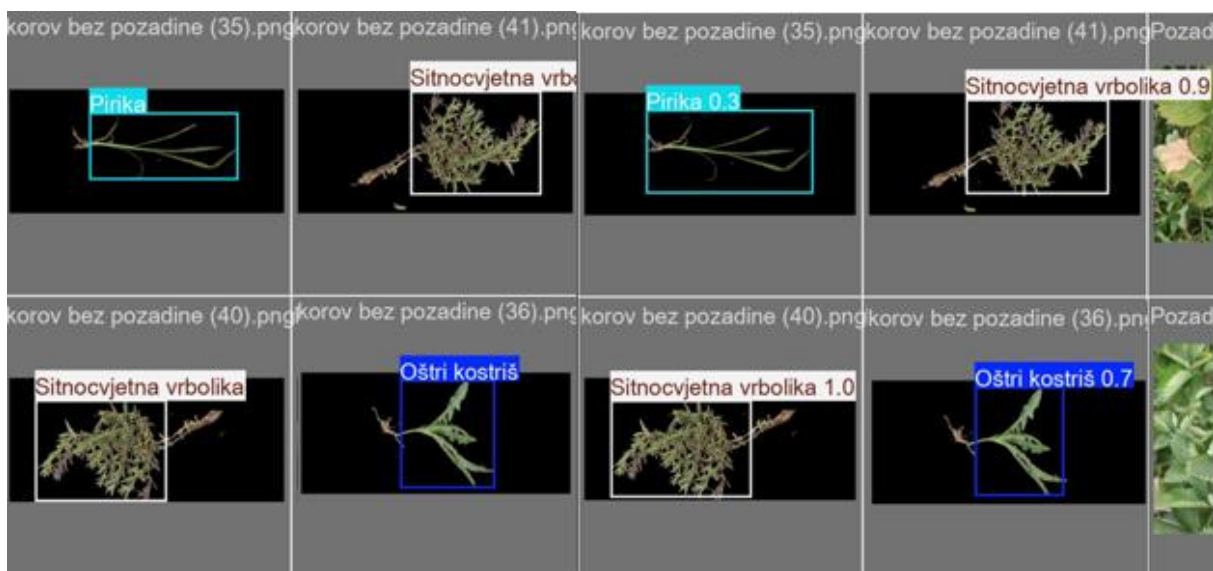 korov bez pozadine (35).png
korov bez pozadine (41).png
korov bez pozadine (35).png
korov bez pozadine (41).png
Pozad
Pirika
Sitnocvjetna vrbo
Pirika 0.3
Sitnocvjetna vrbolika 0.9
korov bez pozadine (40).png
korov bez pozadine (36).png
korov bez pozadine (40).png
korov bez pozadine (36).png
Pozad
Sitnocvjetna vrbolika
Oštri kostriš
Sitnocvjetna vrbolika 1.0
Oštri kostriš 0.7